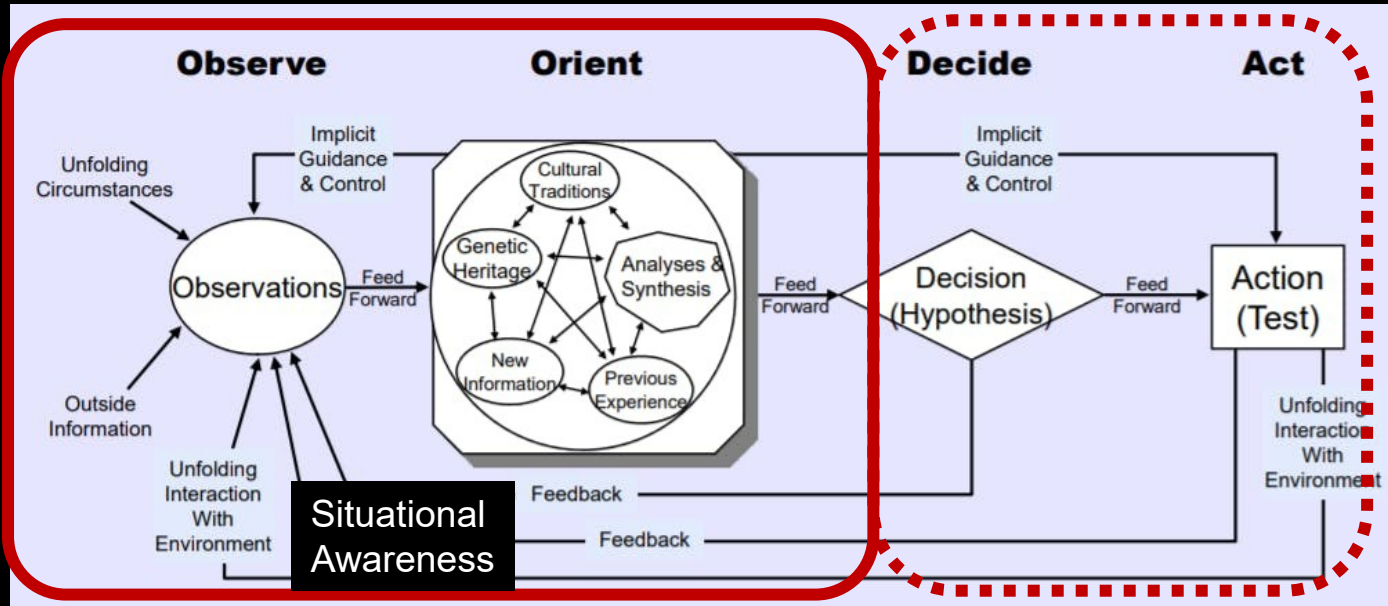 Observe
Orient
Decide
Act
Implicit
Guidance
& Control
Implicit
Guidance
& Control
Unfolding
Circumstances
Cultural
Traditions
Genetic
Heritage
Analyses &
Synthesis
Observations
Feed
Forward
Feed
Forward
Decision
(Hypothesis)
Feed
Forward
Action
(Test)
New
Information
Previous
Experience
Outside
Information
Unfolding
Interaction
With
Environment
Unfolding
Interaction
With
Environment
Situational
Awareness
Feedback
Feedback